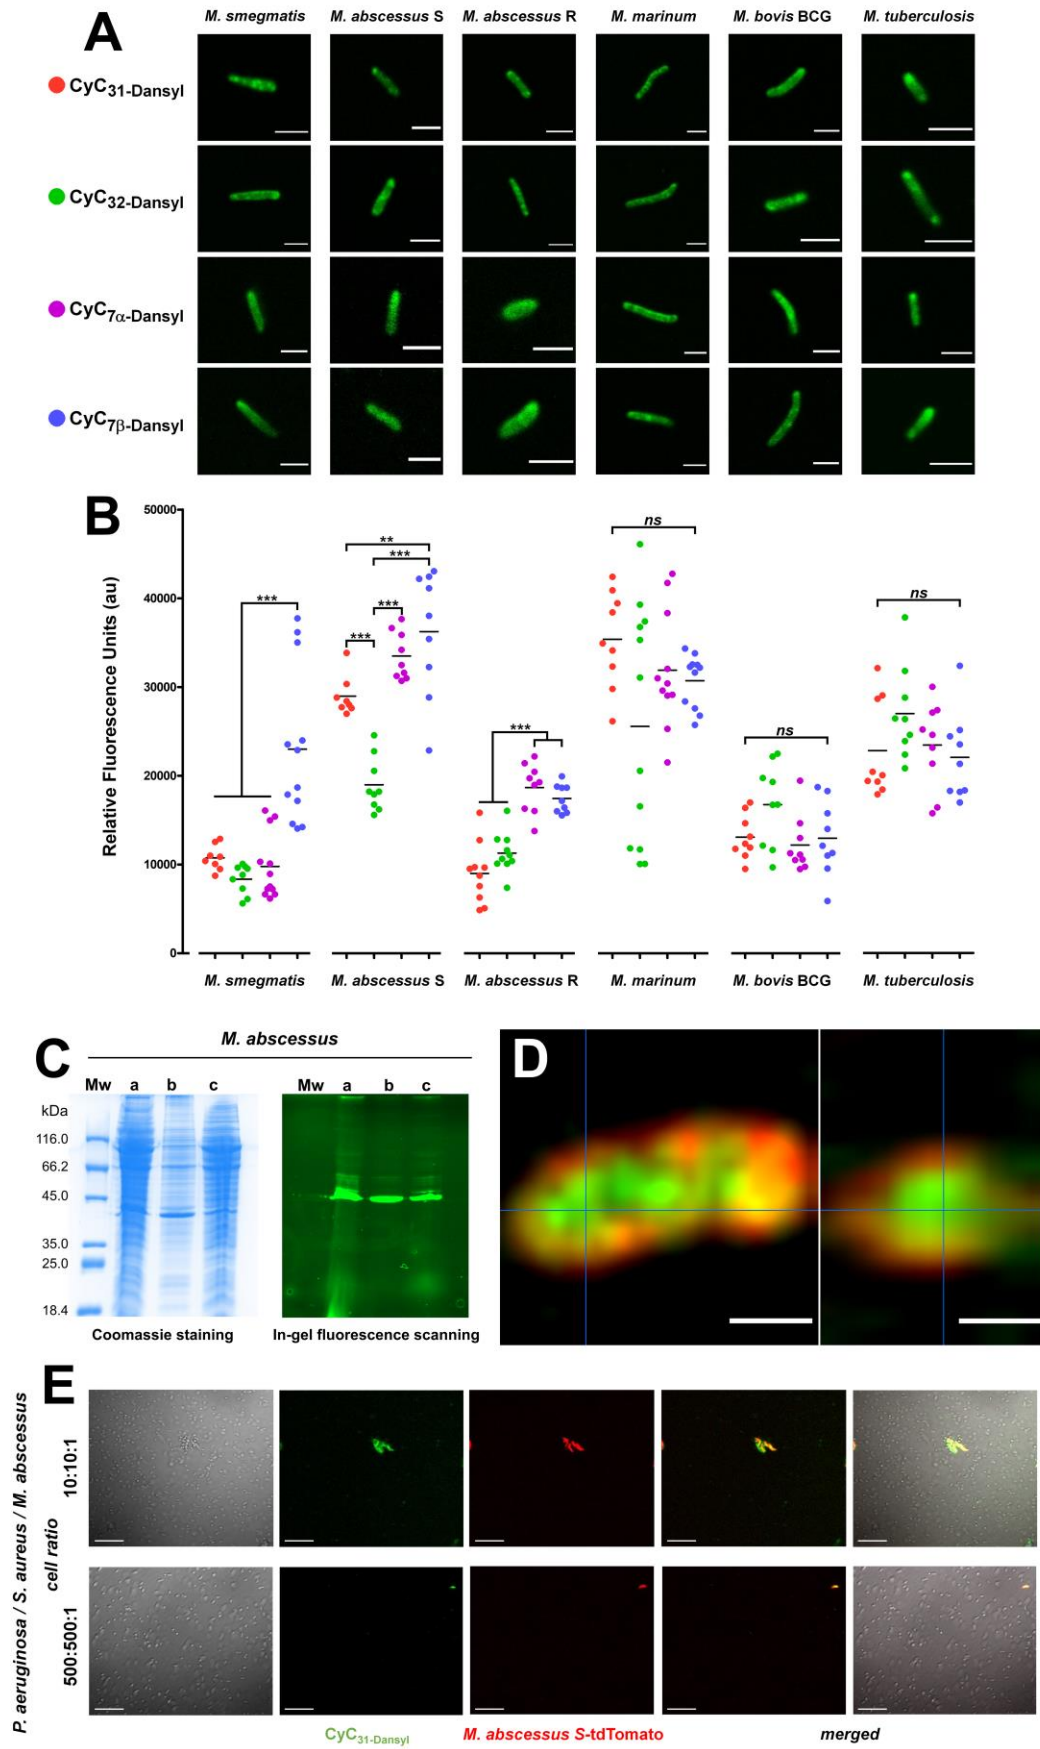 A
M. smegmatis M. abscessus S M. abscessus R M. marinum M. bovis BCG M. tuberculosis
CyC31-Dansyl
CyC32-Dansyl
CyC7α-Dansyl
CyC7β-Dansyl
B
Relative Fluorescence Units (au)
50000
40000
30000
20000
10000
0
***
**
***
***
***
***
ns
ns
ns
M. smegmatis M. abscessus S M. abscessus R M. marinum M. bovis BCG M. tuberculosis
C
M. abscessus
Mw a b c Mw a b c
kDa
116.0
66.2
45.0
35.0
25.0
18.4
Coomassie staining In-gel fluorescence scanning
D
E
P. aeruginosa / S. aureus / M. abscessus
cell ratio
10:10:1
500:500:1
CyC31-Dansyl M. abscessus S-tdTomato merged